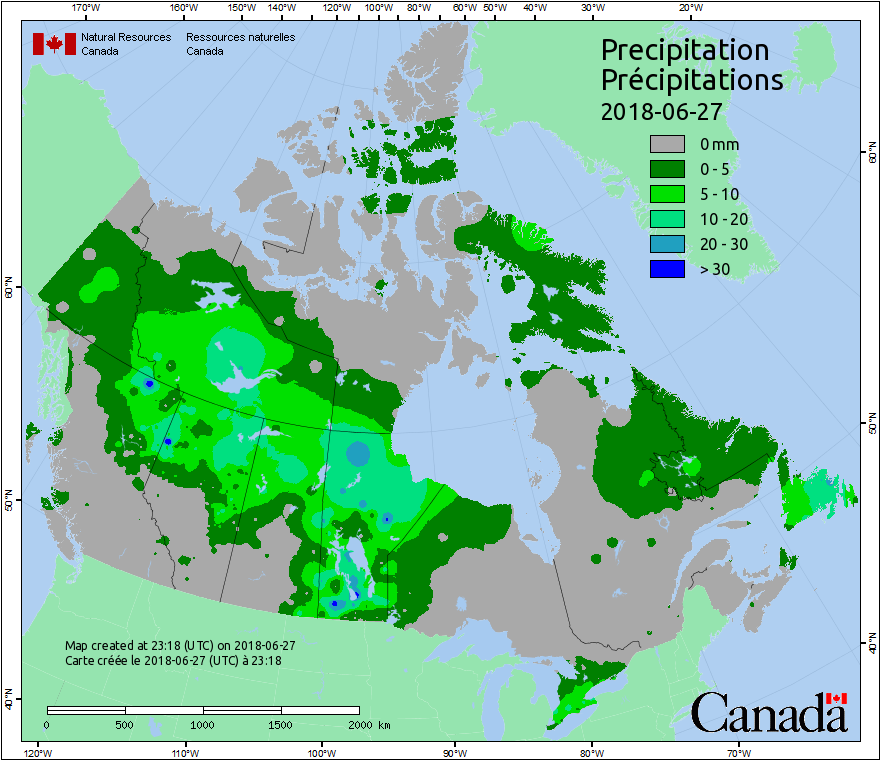 170°W 160°W 150°W 140°W 130°W 120°W 110°W 100°W 90°W 80°W 70°W 60°W 50°W 40°W 30°W 20°W
Natural Resources Ressources naturelles
Canada Canada
Precipitation
Précipitations
2018-06-27
0 mm
0 - 5
5 - 10
10 - 20
20 - 30
> 30
60°N
60°N
50°N
50°N
40°N
40°N
Map created at 23:18 (UTC) on 2018-06-27
Carte créée le 2018-06-27 (UTC) à 23:18
0 500 1000 1500 2000 km
Canada
120°W 110°W 100°W 90°W 80°W 70°W